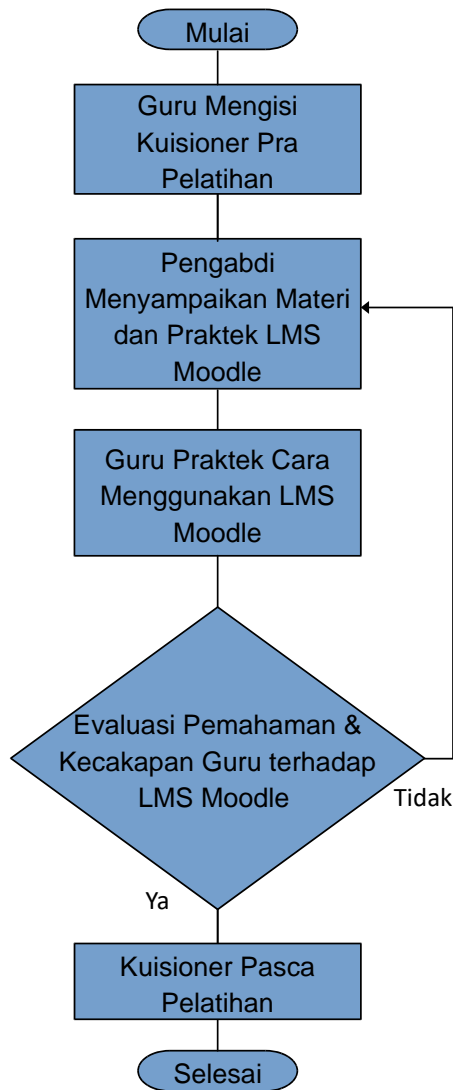 Mulai
Guru Mengisi
Kuisioner Pra
Pelatihan
Pengabdi
Menyampaikan Materi
dan Praktek LMS
Moodle
Guru Praktek Cara
Menggunakan LMS
Moodle
Evaluasi Pemahaman &
Kecakapan Guru terhadap
LMS Moodle
Tidak
Ya
Kuisioner Pasca
Pelatihan
Selesai